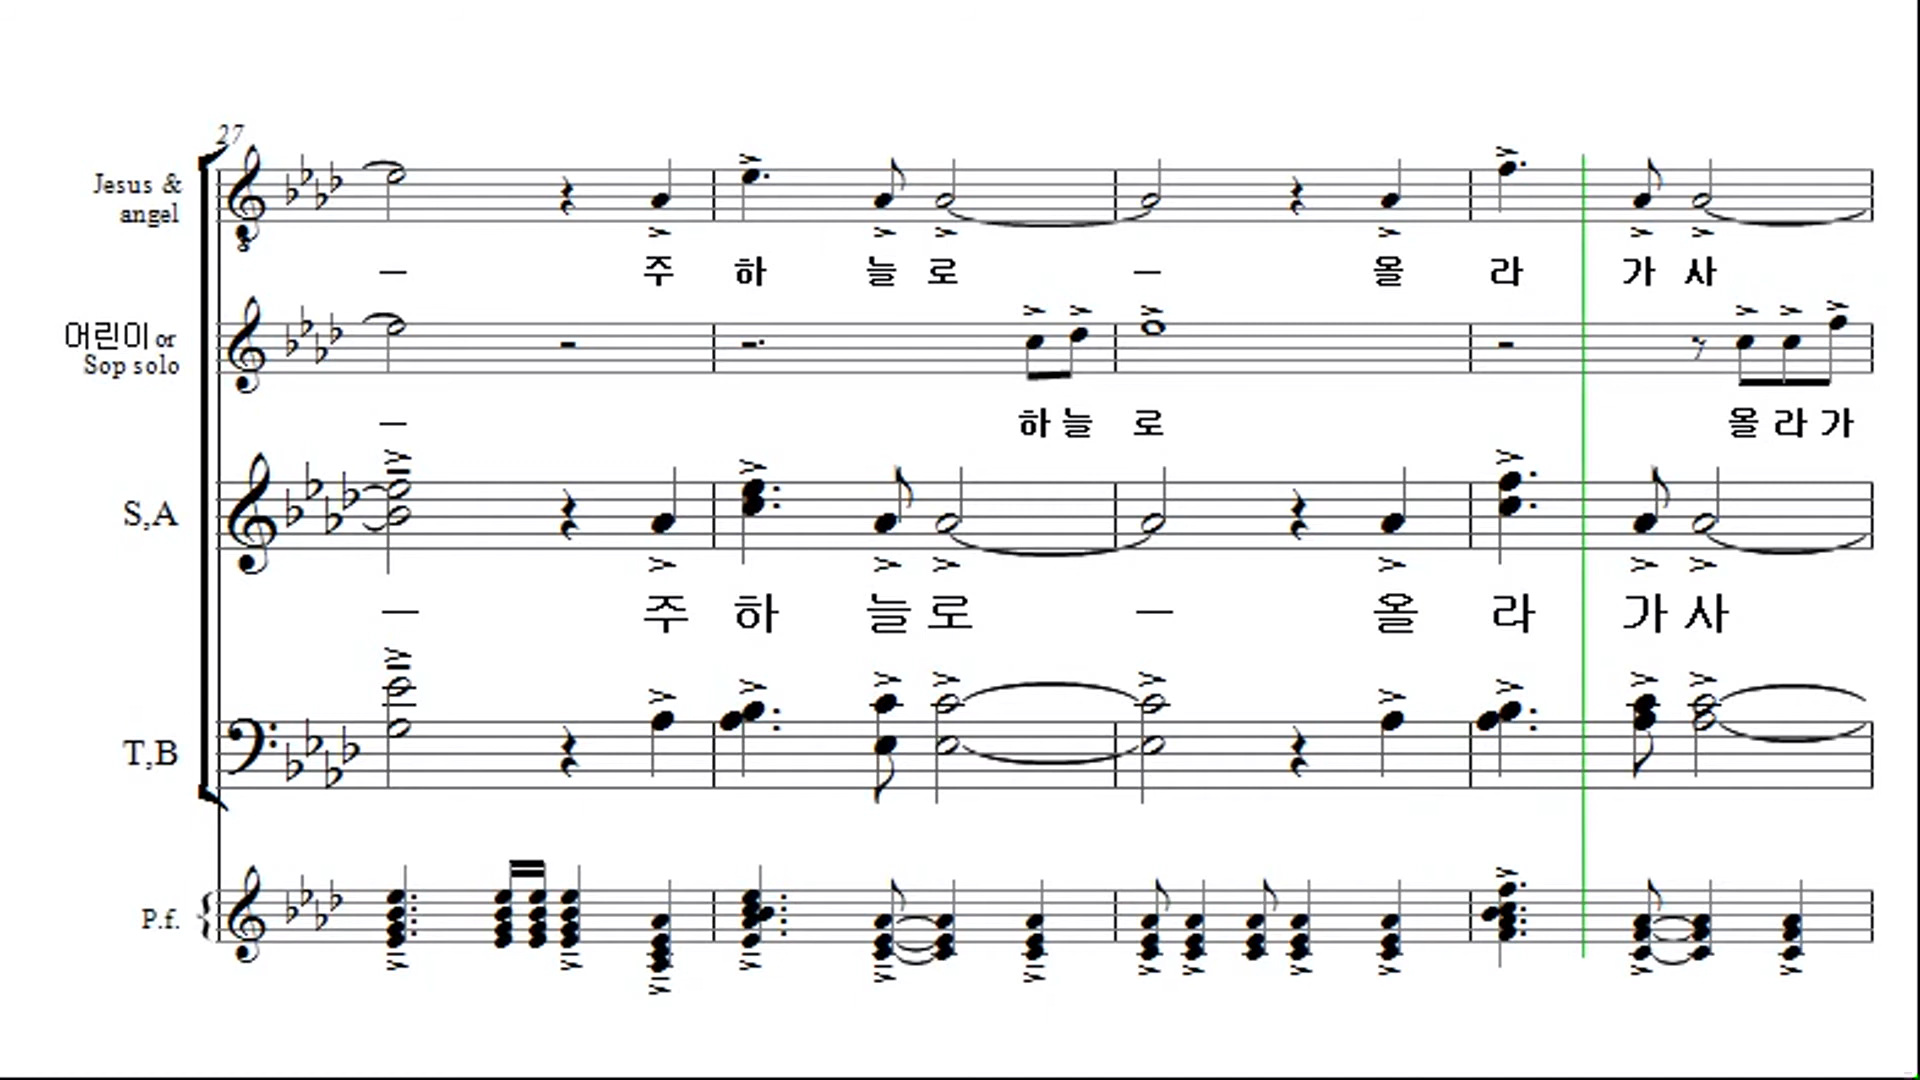 27
Jesus &
angel
— 주 하 늘 로 — 올 라 가 사
어린이 or
Sop solo
— 하 늘 로 올 라 가
S,A
— 주 하 늘 로 — 올 라 가 사
T,B
P.f.